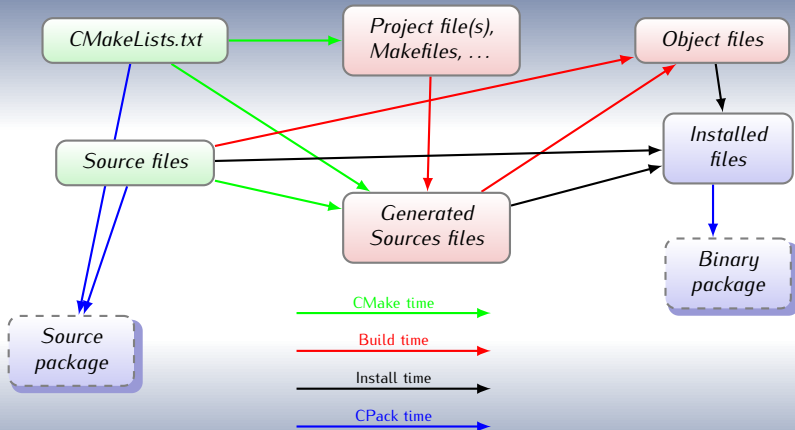 CMakeLists.txt
Project file(s),
Makefiles, ...
Object files
Source files
Installed
files
Generated
Sources files
Binary
package
Source
package
CMake time
Build time
Install time
CPack time